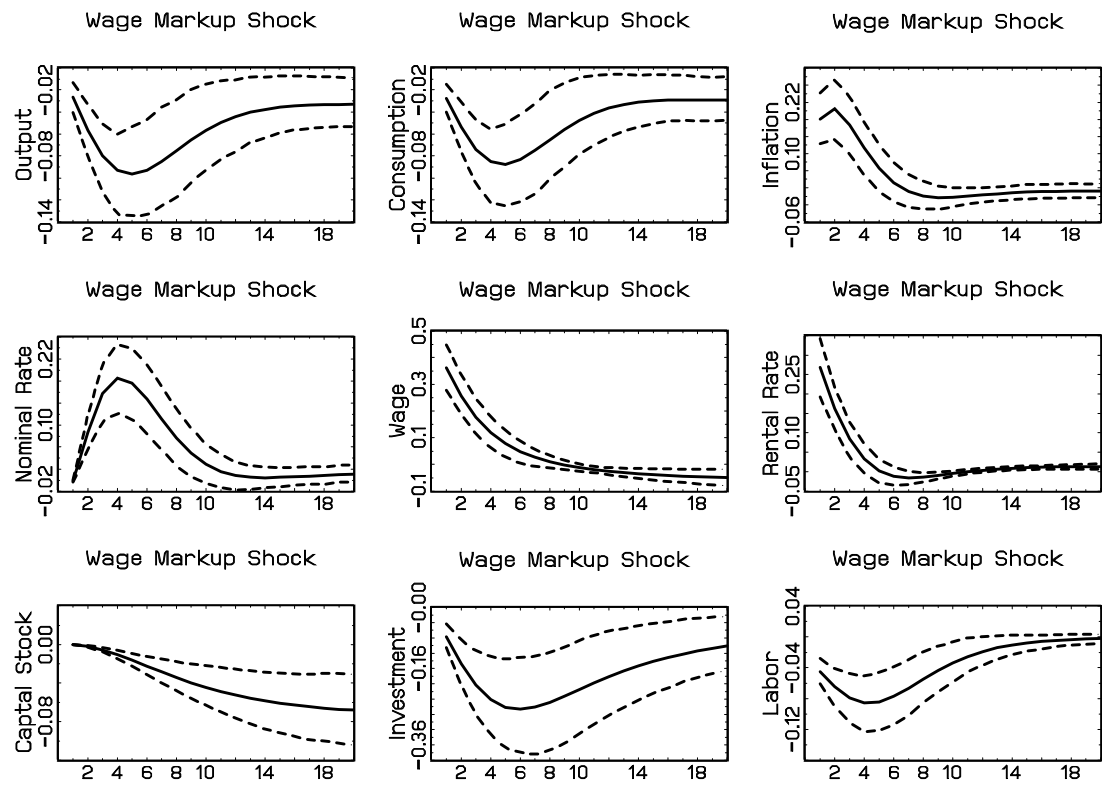 Wage Markup Shock
Wage Markup Shock
Wage Markup Shock
Output
-0.14 -0.08 -0.02
2 4 6 8 10 14 18
Consumption
-0.14 -0.08 -0.02
2 4 6 8 10 14 18
Inflation
-0.06 0.10 0.22
2 4 6 8 10 14 18
Wage Markup Shock
Wage Markup Shock
Wage Markup Shock
Nominal Rate
-0.02 0.10 0.22
2 4 6 8 10 14 18
Wage
-0.1 0.1 0.3 0.5
2 4 6 8 10 14 18
Rental Rate
-0.05 0.10 0.25
2 4 6 8 10 14 18
Wage Markup Shock
Wage Markup Shock
Wage Markup Shock
Captal Stock
-0.08 0.00
2 4 6 8 10 14 18
Investment
-0.36 -0.16 -0.00
2 4 6 8 10 14 18
Labor
-0.12 -0.04 0.04
2 4 6 8 10 14 18